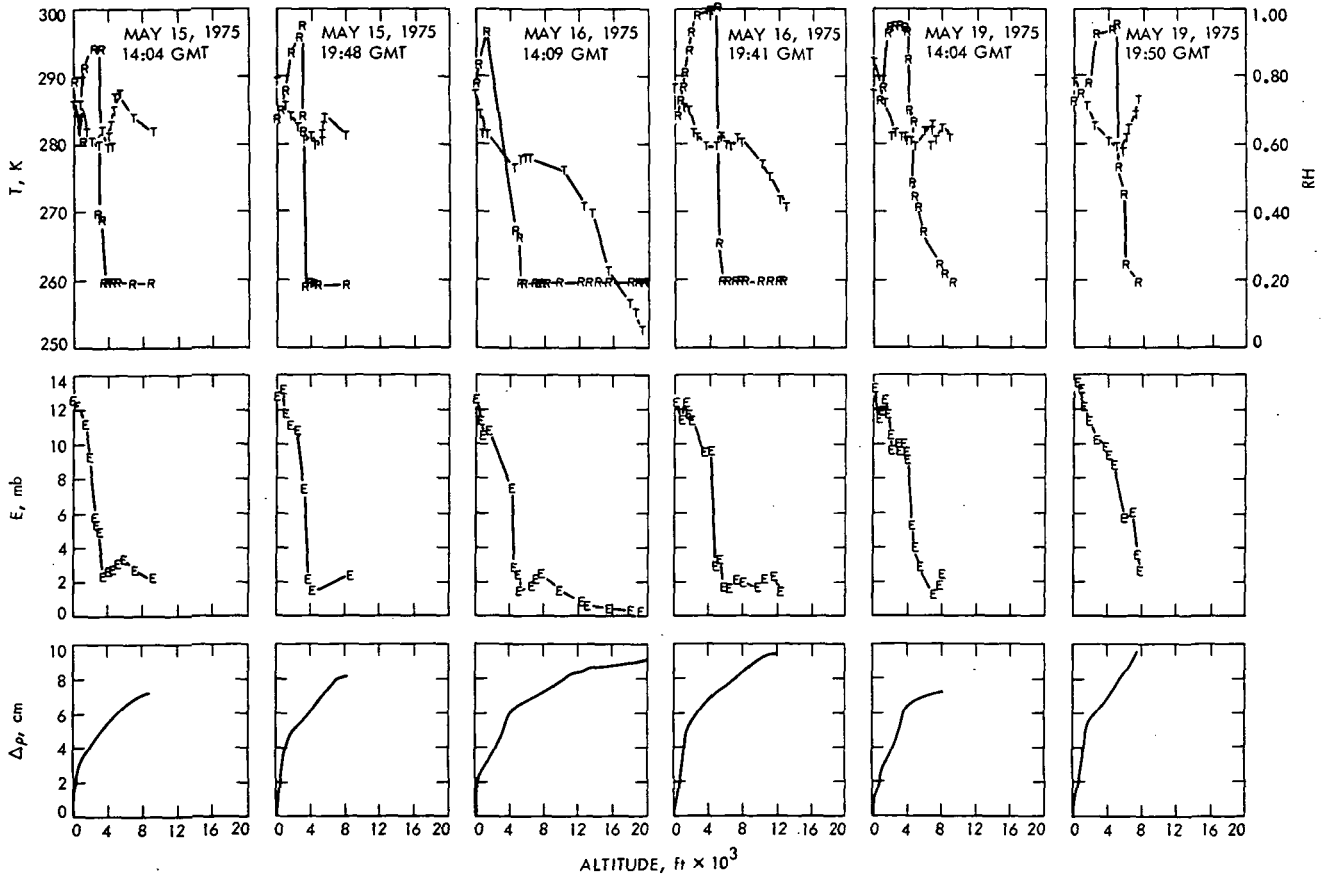 MAY 15, 1975
14:04 GMT
MAY 15, 1975
19:48 GMT
MAY 16, 1975
14:09 GMT
MAY 16, 1975
19:41 GMT
MAY 19, 1975
14:04 GMT
MAY 19, 1975
19:50 GMT
T, K
300
290
280
270
260
250
RH
1.00
0.80
0.60
0.40
0.20
0
E, mb
14
12
10
8
6
4
2
0
Δρ, cm
10
8
6
4
2
0
0 4 8 12 16 20
0 4 8 12 16 20
0 4 8 12 16 20
0 4 8 12 16 20
0 4 8 12 16 20
0 4 8 12 16 20
ALTITUDE, ft × 10³